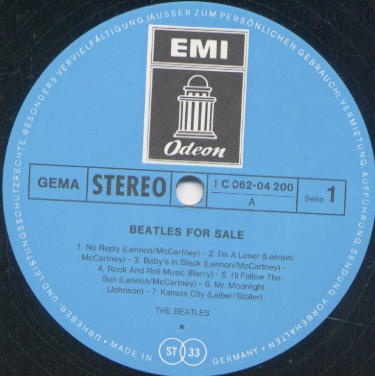 EMI
Odeon
GEMA
STEREO
1 C 062-04 200
A
Seite 1
BEATLES FOR SALE
1. No Reply (Lennon/McCartney) - 2. I'm A Loser (Lennon/
McCartney) - 3. Baby's In Black (Lennon/McCartney) -
4. Rock And Roll Music (Berry) - 5. I'll Follow The
Sun (Lennon/McCartney) - 6. Mr. Moonlight
(Johnson) - 7. Kansas City (Leiber/Stoller)
THE BEATLES
*
URHEBER- UND LEISTUNGSSCHUTZRECHTE, BESONDERS VERVIELFÄLTIGUNG (AUSSER ZUM PERSÖNLICHEN GEBRAUCH), VERMIETUNG, AUFFÜHRUNG, SENDUNG VORBEHALTEN
• MADE IN
ST 33
GERMANY •